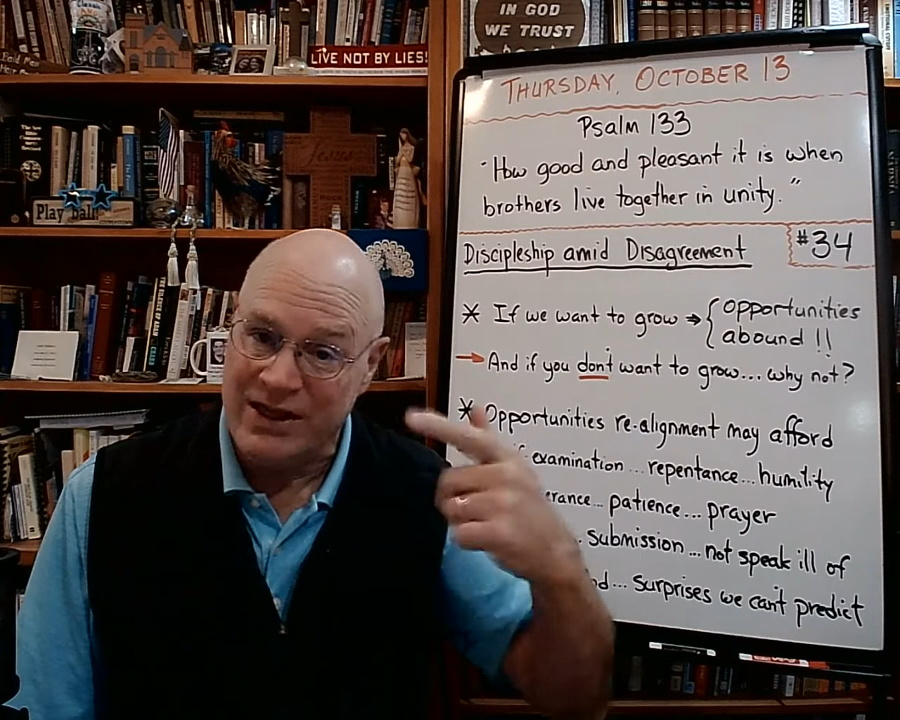 LIVE NOT BY LIES!
IN GOD
WE TRUST
Play ball
Jesus
THURSDAY, OCTOBER 13
Psalm 133
"How good and pleasant it is when
brothers live together in unity."
Discipleship amid Disagreement
#34
* If we want to grow → { opportunities
abound !!
→ And if you don't want to grow... why not?
* Opportunities re-alignment may afford
examination ... repentance... humility
patience ... prayer
submission ... not speak ill of
... surprises we can't predict